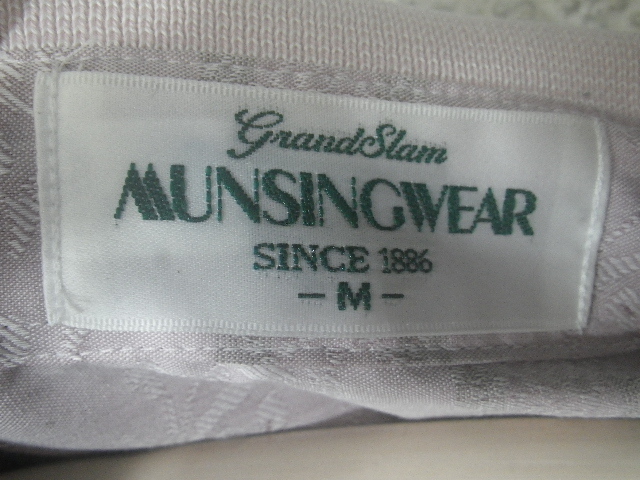 GrandSlam
MUNSINGWEAR
SINCE 1886
- M -